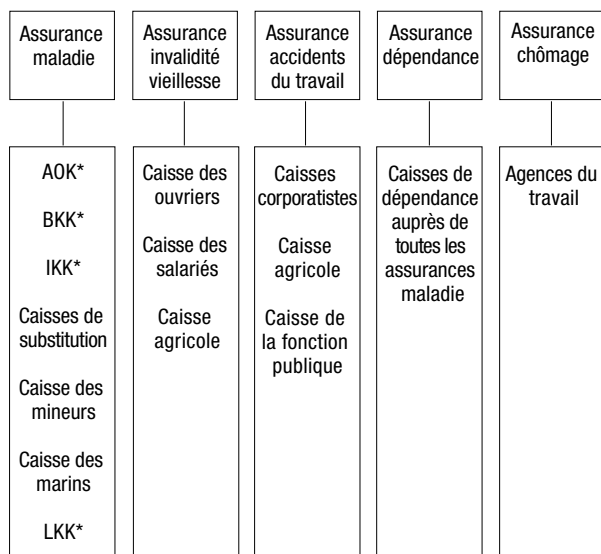 Assurance
maladie
Assurance
invalidité
vieillesse
Assurance
accidents
du travail
Assurance
dépendance
Assurance
chômage
AOK*
BKK*
IKK*
Caisses de
substitution
Caisse des
mineurs
Caisse des
marins
LKK*
Caisse des
ouvriers
Caisse des
salariés
Caisse
agricole
Caisses
corporatistes
Caisse
agricole
Caisse de
la fonction
publique
Caisses de
dépendance
auprès de
toutes les
assurances
maladie
Agences du
travail